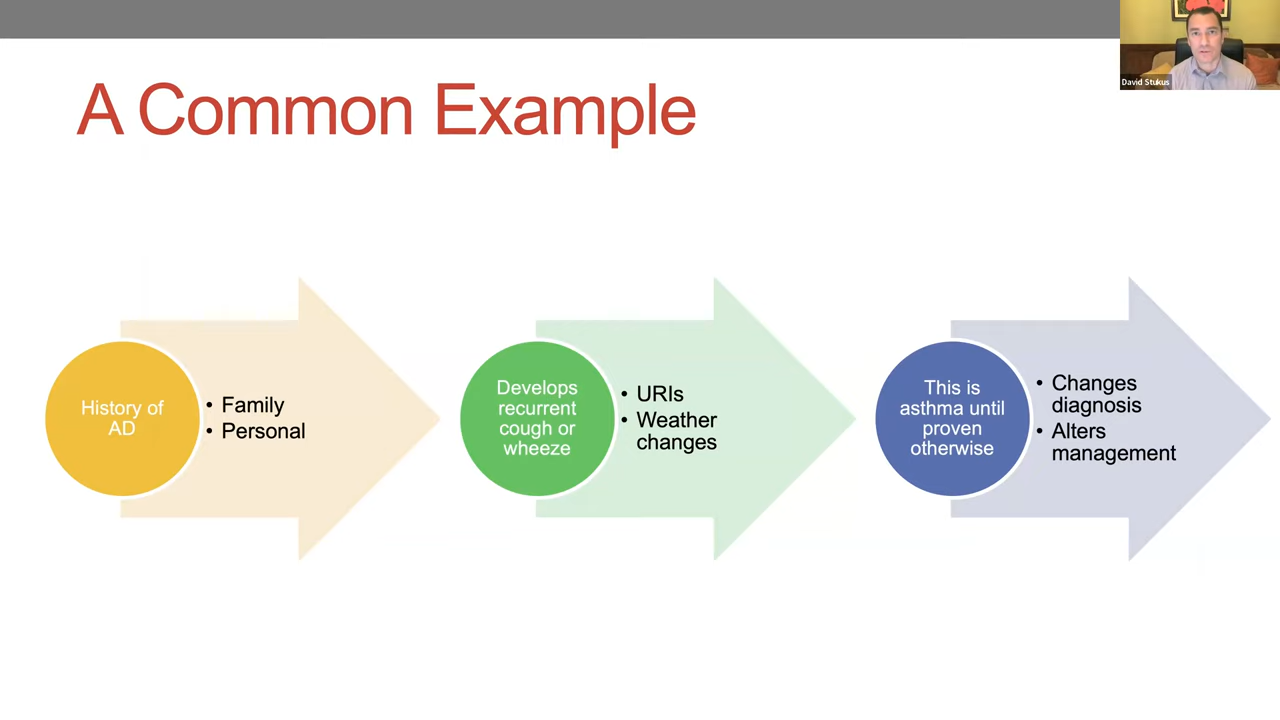 David Stukus
A Common Example
History of
AD
• Family
• Personal
Develops
recurrent
cough or
wheeze
• URIs
• Weather
changes
This is
asthma until
proven
otherwise
• Changes
diagnosis
• Alters
management